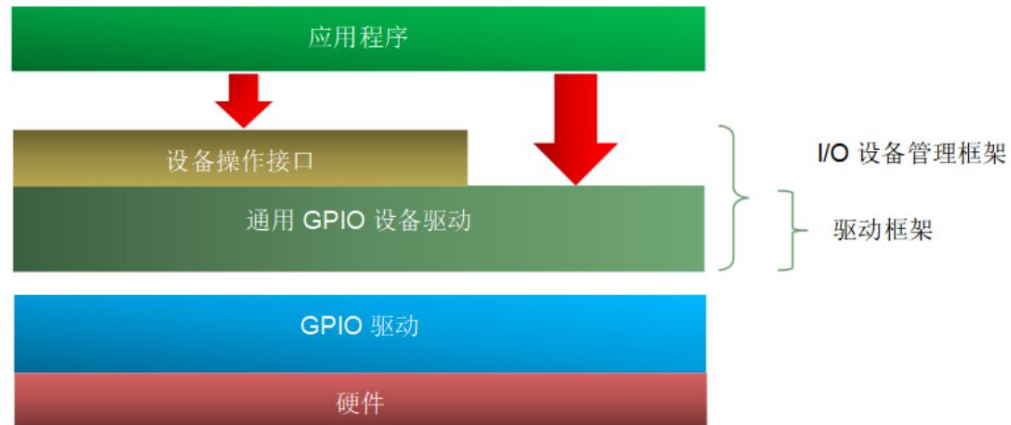 应用程序
设备操作接口
I/O 设备管理框架
通用 GPIO 设备驱动
驱动框架
GPIO 驱动
硬件